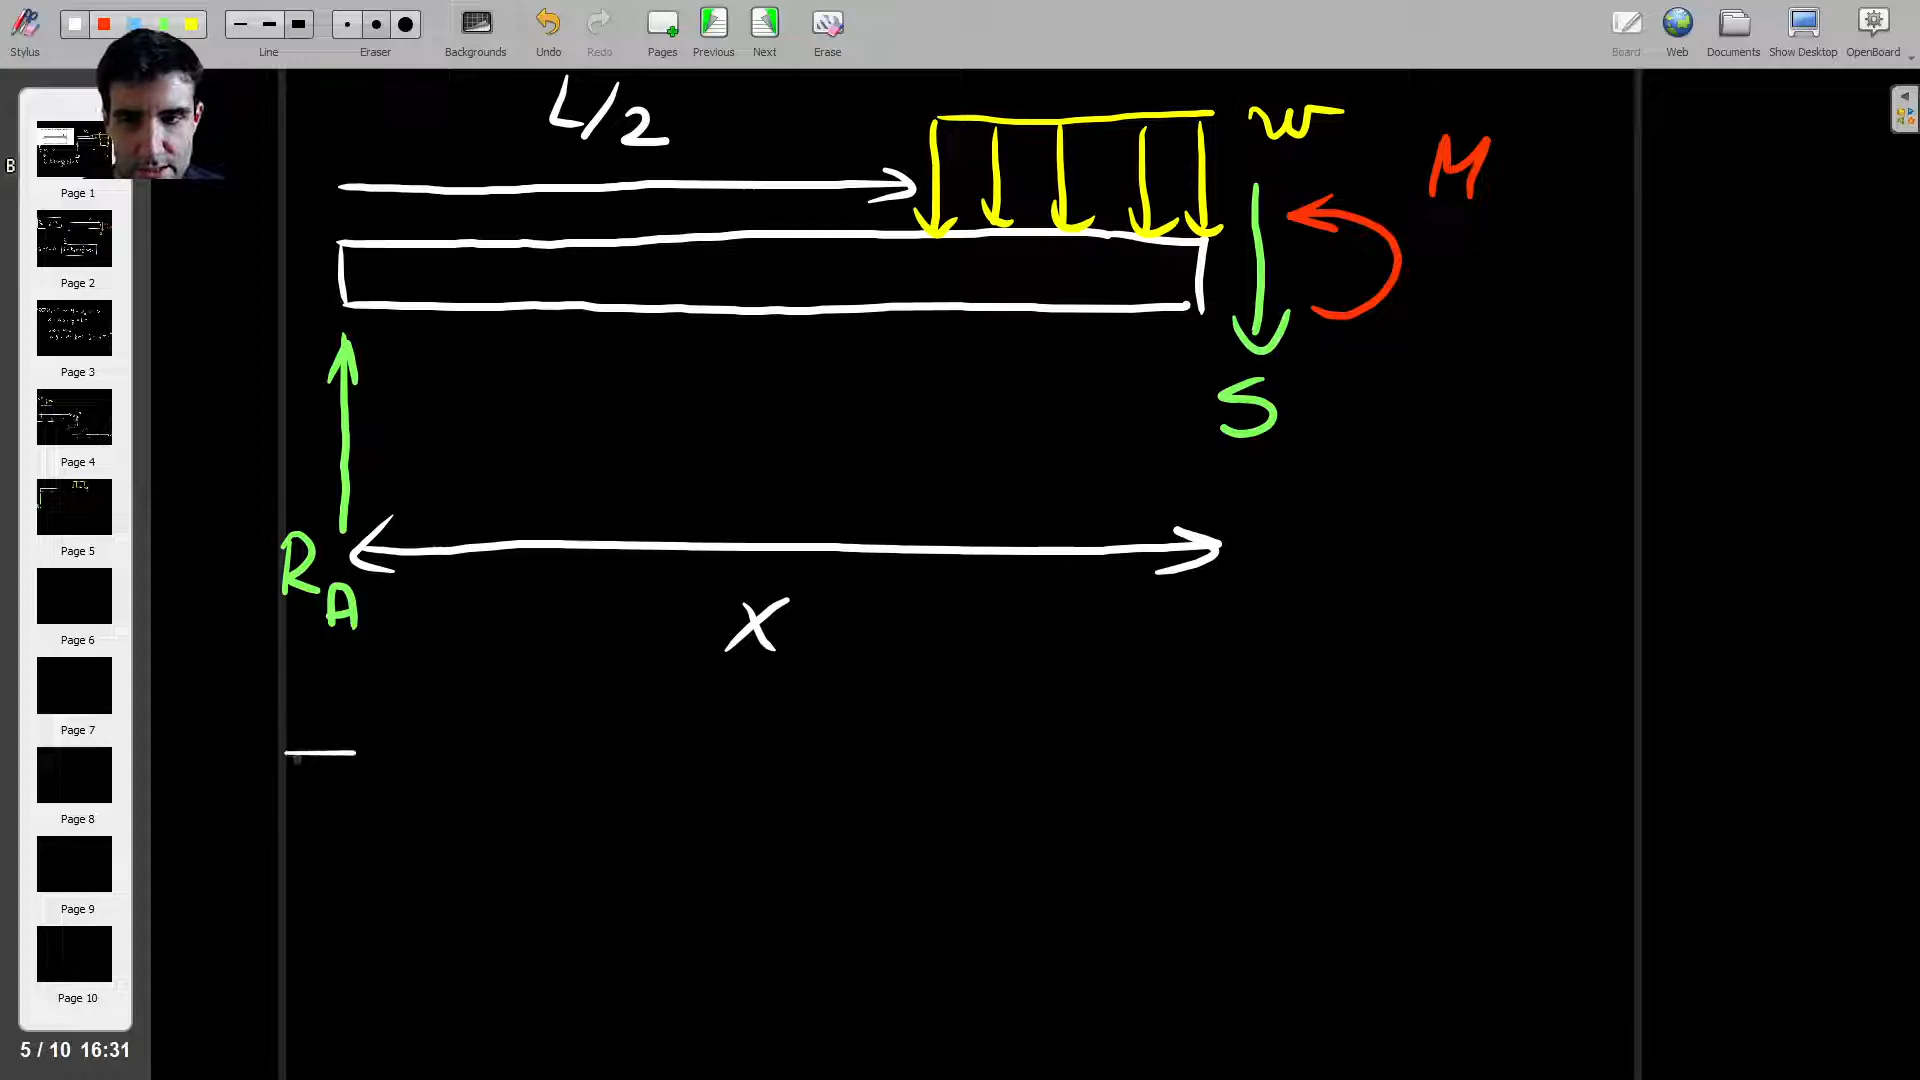 Stylus
Line
Eraser
Backgrounds
Undo
Redo
Pages
Previous
Next
Erase
Board
Web
Documents
Show Desktop
OpenBoard
L/2
w
M
B
S
R_A
x
Page 1
Page 2
Page 3
Page 4
Page 5
Page 6
Page 7
Page 8
Page 9
Page 10
5 / 10 16:31